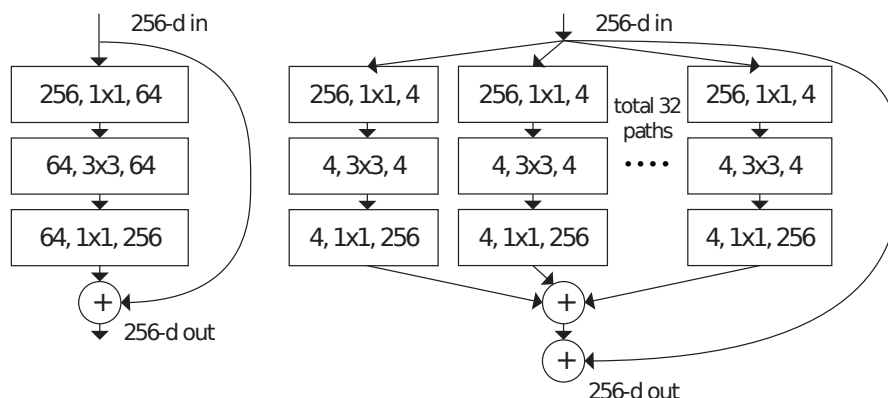 256-d in
256, 1x1, 64
64, 3x3, 64
64, 1x1, 256
+
256-d out
256-d in
256, 1x1, 4
256, 1x1, 4
total 32
paths
256, 1x1, 4
4, 3x3, 4
4, 3x3, 4
....
4, 3x3, 4
4, 1x1, 256
4, 1x1, 256
4, 1x1, 256
+
+
256-d out